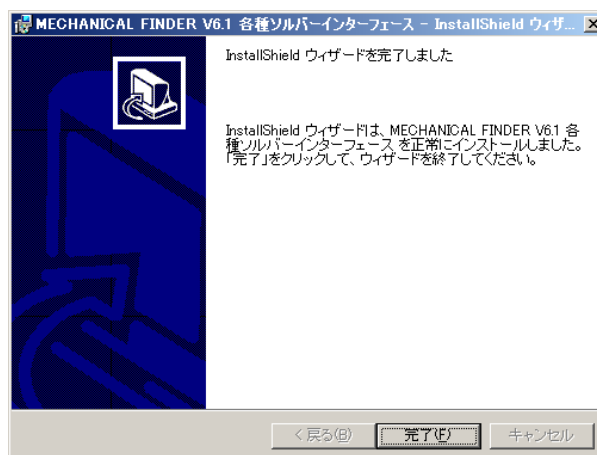 MECHANICAL FINDER V6.1 各種ソルバーインターフェース - InstallShield ウィザ...
InstallShield ウィザードを完了しました
InstallShield ウィザードは、MECHANICAL FINDER V6.1 各
種ソルバーインターフェース を正常にインストールしました。
「完了」をクリックして、ウィザードを終了してください。
< 戻る(B) 完了(F) キャンセル